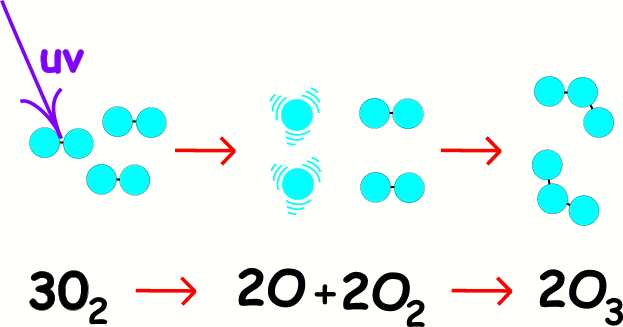 uv
3O₂ → 2O + 2O₂ → 2O₃